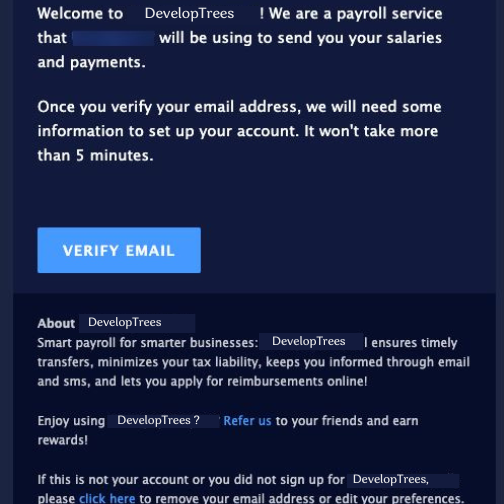 Welcome to DevelopTrees ! We are a payroll service
that will be using to send you your salaries
and payments.
Once you verify your email address, we will need some
information to set up your account. It won't take more
than 5 minutes.
VERIFY EMAIL
About DevelopTrees
Smart payroll for smarter businesses: DevelopTrees l ensures timely
transfers, minimizes your tax liability, keeps you informed through email
and sms, and lets you apply for reimbursements online!
Enjoy using DevelopTrees ? Refer us to your friends and earn
rewards!
If this is not your account or you did not sign up for DevelopTrees,
please click here to remove your email address or edit your preferences.